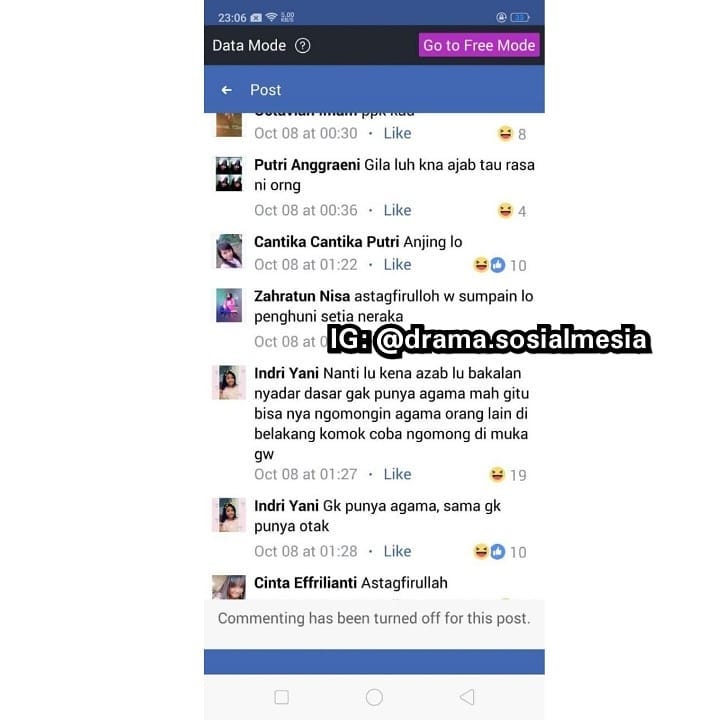 23:06 5.00 KB/S 33
Data Mode ? Go to Free Mode
Post
Oct 08 at 00:30 · Like 8
Putri Anggraeni Gila luh kna ajab tau rasa
ni orng
Oct 08 at 00:36 · Like 4
Cantika Cantika Putri Anjing lo
Oct 08 at 01:22 · Like 10
Zahratun Nisa astagfirulloh w sumpain lo
penghuni setia neraka
Oct 08 at
IG: @drama.sosialmesia
Indri Yani Nanti lu kena azab lu bakalan
nyadar dasar gak punya agama mah gitu
bisa nya ngomongin agama orang lain di
belakang komok coba ngomong di muka
gw
Oct 08 at 01:27 · Like 19
Indri Yani Gk punya agama, sama gk
punya otak
Oct 08 at 01:28 · Like 10
Cinta Effrilianti Astagfirullah
Commenting has been turned off for this post.